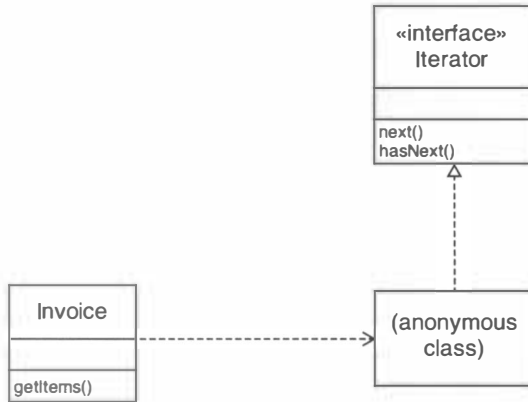 «interface»
Iterator
next()
hasNext()
Invoice
getItems()
(anonymous
class)